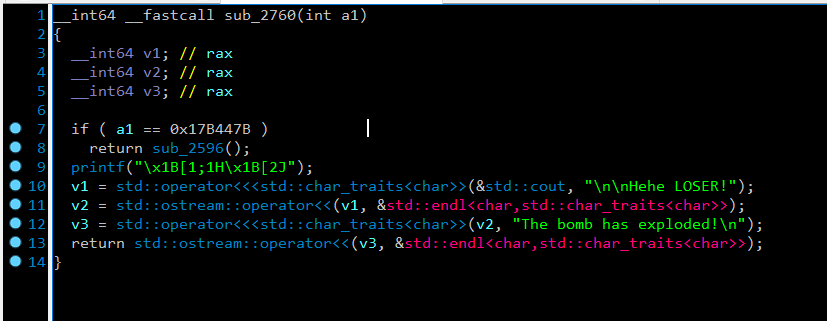 1 __int64 __fastcall sub_2760(int a1)
2 {
3   __int64 v1; // rax
4   __int64 v2; // rax
5   __int64 v3; // rax
6
7   if ( a1 == 0x17B447B )
8     return sub_2596();
9   printf("\x1B[1;1H\x1B[2J");
10   v1 = std::operator<<<std::char_traits<char>>(&std::cout, "\n\nHehe LOSER!");
11   v2 = std::ostream::operator<<(v1, &std::endl<char,std::char_traits<char>>);
12   v3 = std::operator<<<std::char_traits<char>>(v2, "The bomb has exploded!\n");
13   return std::ostream::operator<<(v3, &std::endl<char,std::char_traits<char>>);
14 }